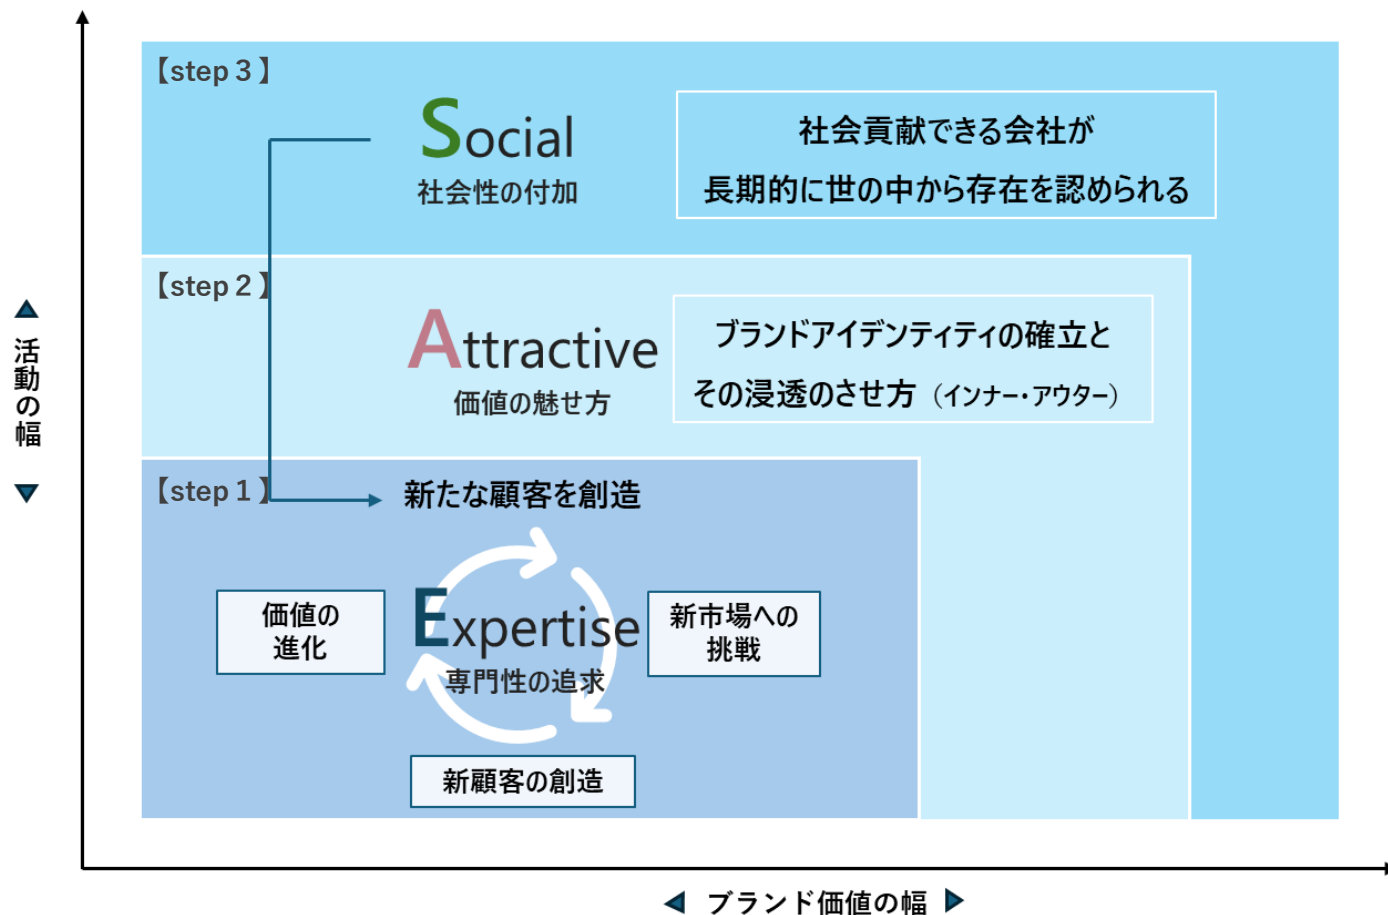 【step 3 】
Social
社会性の付加
社会貢献できる会社が
長期的に世の中から存在を認められる
【step 2 】
Attractive
価値の魅せ方
ブランドアイデンティティの確立と
その浸透のさせ方（インナー・アウター）
【step 1 】
新たな顧客を創造
価値の
進化
Expertise
専門性の追求
新市場への
挑戦
新顧客の創造
活動の幅
ブランド価値の幅